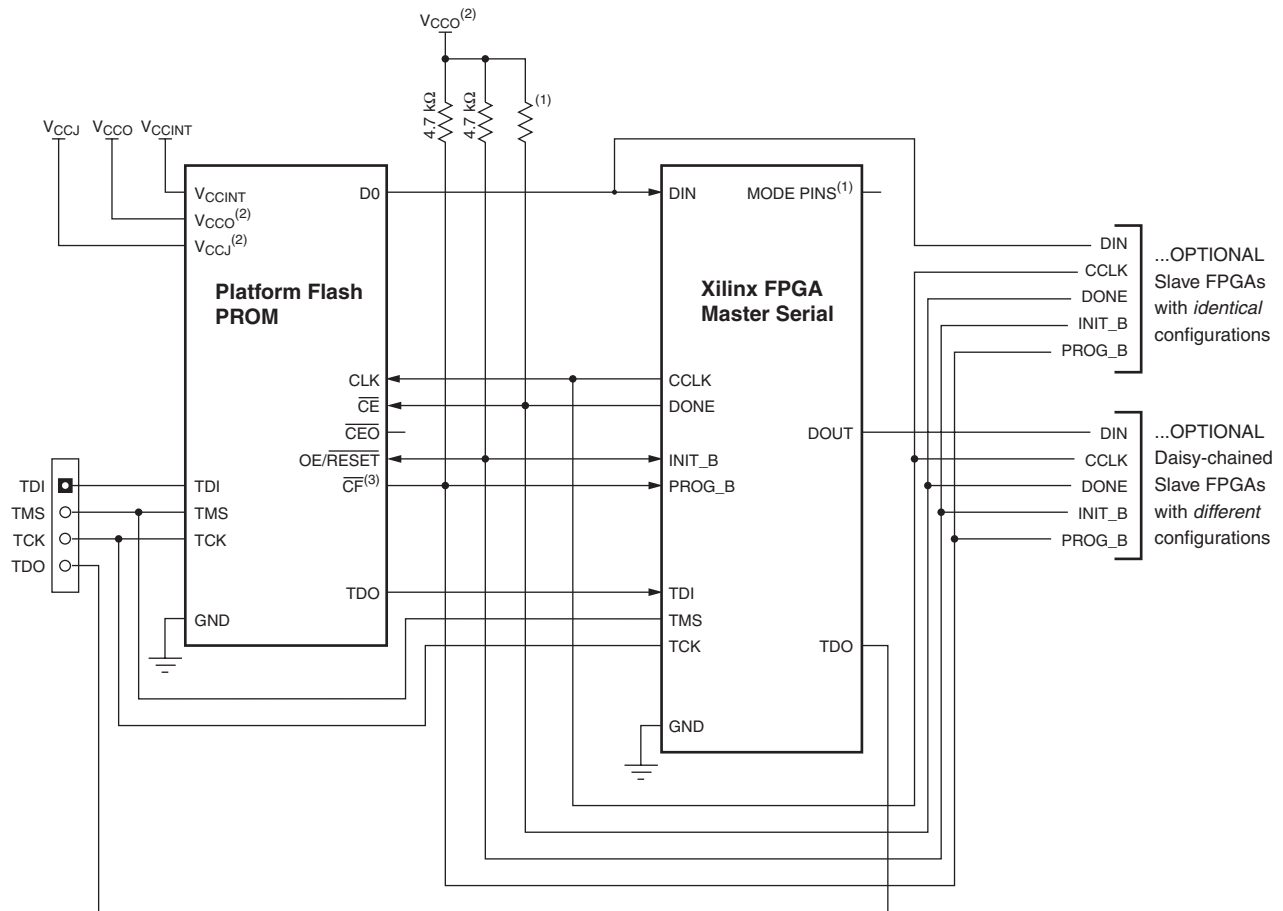 VCCO(2)
4.7 kΩ
4.7 kΩ
(1)
VCCJ VCCO VCCINT
VCCINT
VCCO(2)
VCCJ(2)
D0
Platform Flash
PROM
CLK
CE
CEO
OE/RESET
CF(3)
TDI
TMS
TCK
TDO
GND
TDI
TMS
TCK
TDO
DIN
MODE PINS(1)
Xilinx FPGA
Master Serial
CCLK
DONE
DOUT
INIT_B
PROG_B
TDI
TMS
TCK
TDO
GND
DIN
CCLK
DONE
INIT_B
PROG_B
...OPTIONAL
Slave FPGAs
with identical
configurations
DIN
CCLK
DONE
INIT_B
PROG_B
...OPTIONAL
Daisy-chained
Slave FPGAs
with different
configurations